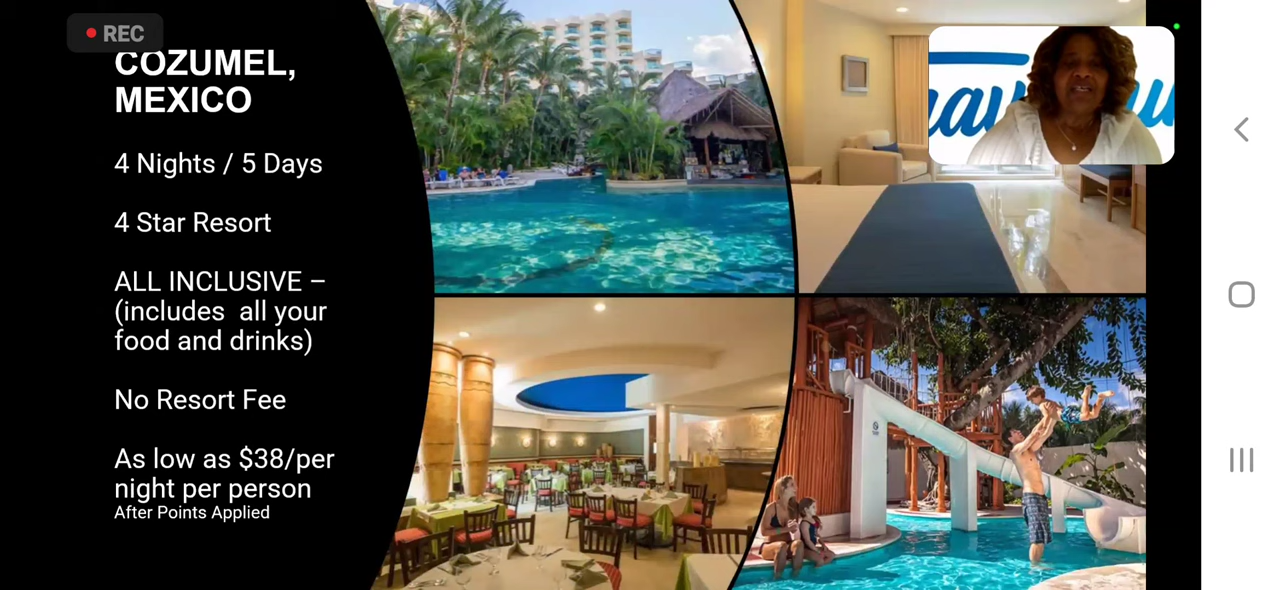 REC
COZUMEL,
MEXICO
4 Nights / 5 Days
4 Star Resort
ALL INCLUSIVE –
(includes all your
food and drinks)
No Resort Fee
As low as $38/per
night per person
After Points Applied